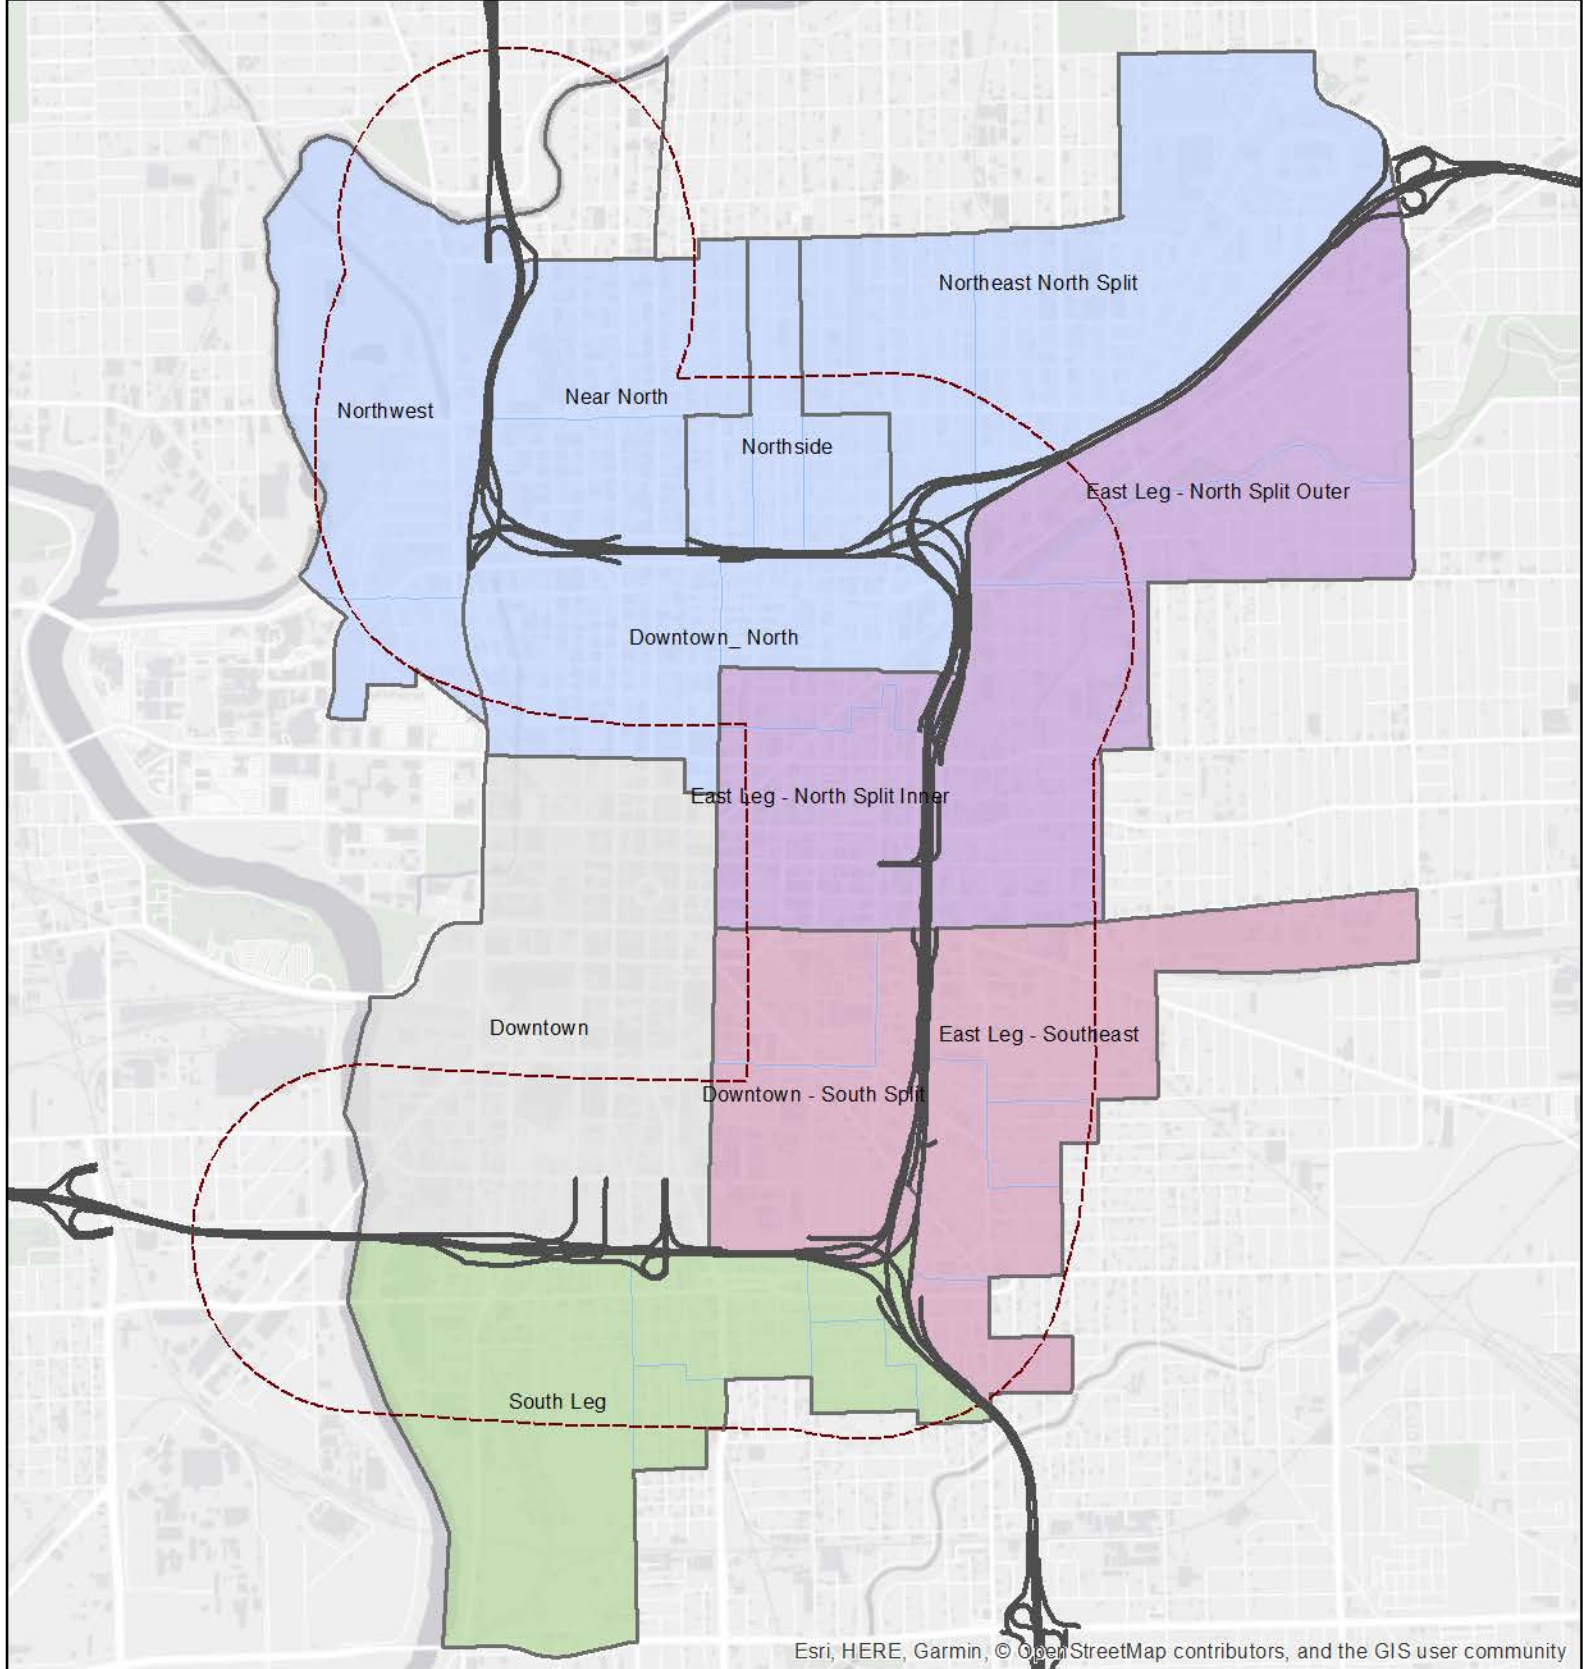 Northeast North Split
Near North
Northwest
Northside
East Leg - North Split Outer
Downtown_ North
East Leg - North Split Inner
Downtown
East Leg - Southeast
Downtown - South Split
South Leg
Esri, HERE, Garmin, © OpenStreetMap contributors, and the GIS user community